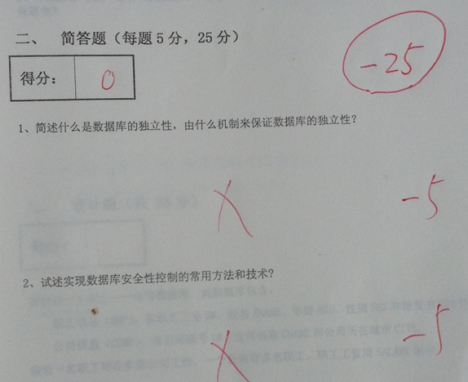 二、 简答题（每题 5 分，25 分）
-25
得分： 0
1、简述什么是数据库的独立性，由什么机制来保证数据库的独立性？
X -5
2、试述实现数据库安全性控制的常用方法和技术？
X -5